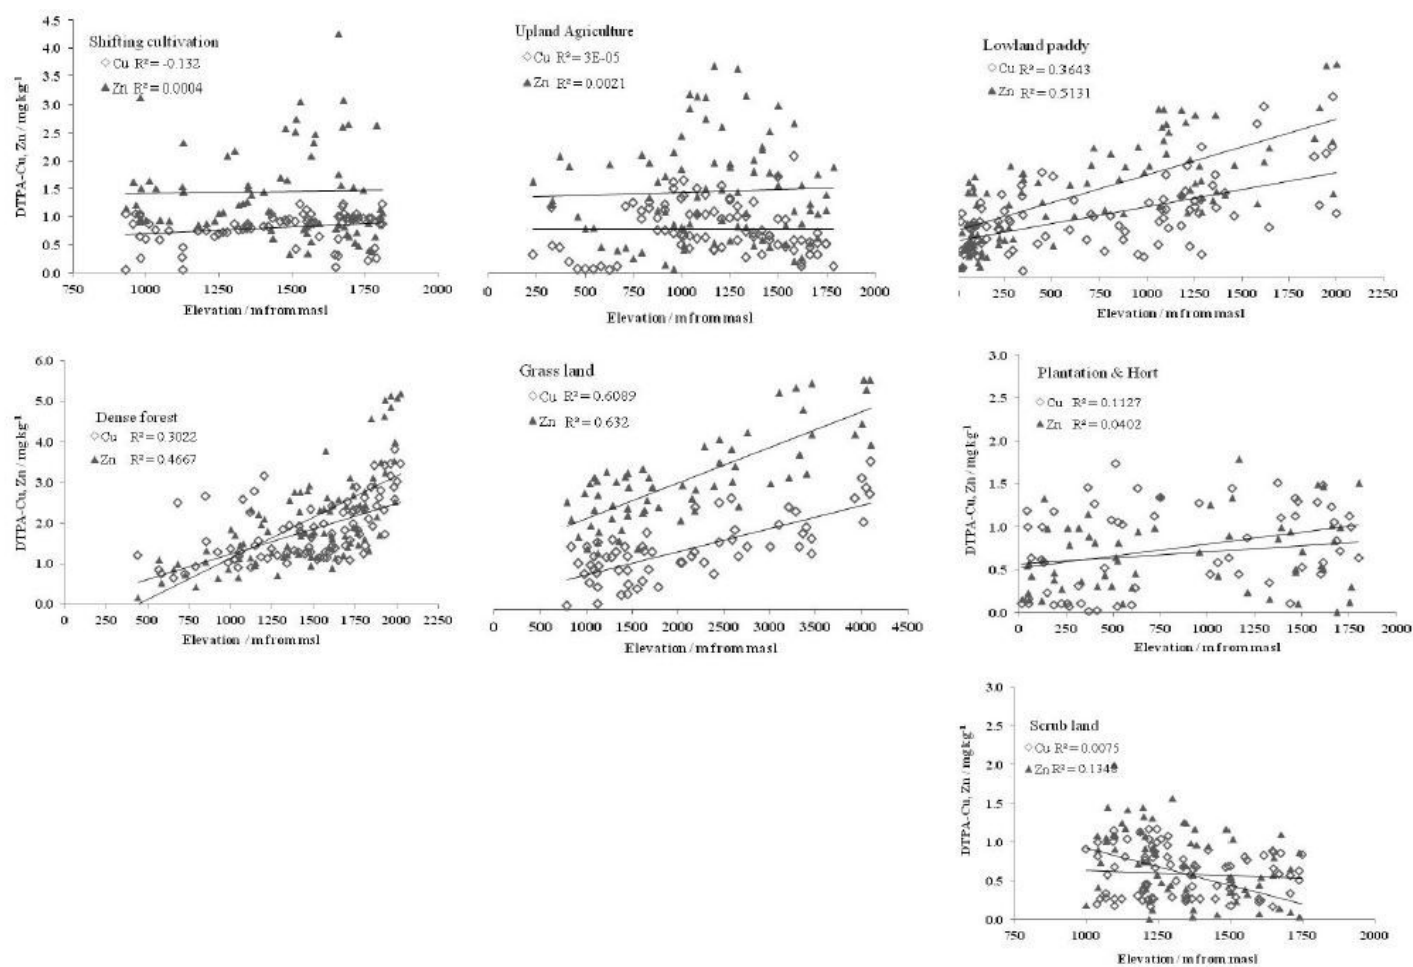 DTPA-Cu, Zn / mg kg⁻¹
4.5
4.0
3.5
3.0
2.5
2.0
1.5
1.0
0.5
0.0
Shifting cultivation
Cu R² = -0.132
Zn R² = 0.0004
750 1000 1250 1500 1750 2000
Elevation / m from masl
Upland Agriculture
Cu R² = 3E-05
Zn R² = 0.0021
0 250 500 750 1000 1250 1500 1750 2000
Elevation / m from masl
Lowland paddy
Cu R² = 0.3643
Zn R² = 0.5131
0 250 500 750 1000 1250 1500 1750 2000 2250
Elevation / m from masl
DTPA-Cu, Zn / mg kg⁻¹
6.0
5.0
4.0
3.0
2.0
1.0
0.0
Dense forest
Cu R² = 0.3022
Zn R² = 0.4667
0 250 500 750 1000 1250 1500 1750 2000 2250
Elevation / m from masl
Grass land
Cu R² = 0.6089
Zn R² = 0.632
0 500 1000 1500 2000 2500 3000 3500 4000 4500
Elevation / m from masl
DTPA-Cu, Zn / mg kg⁻¹
3.0
2.5
2.0
1.5
1.0
0.5
0.0
Plantation & Hort
Cu R² = 0.1127
Zn R² = 0.0402
0 250 500 750 1000 1250 1500 1750 2000
Elevation / m from masl
DTPA-Cu, Zn / mg kg⁻¹
3.0
2.5
2.0
1.5
1.0
0.5
0.0
Scrub land
Cu R² = 0.0075
Zn R² = 0.1348
750 1000 1250 1500 1750 2000
Elevation / m from masl